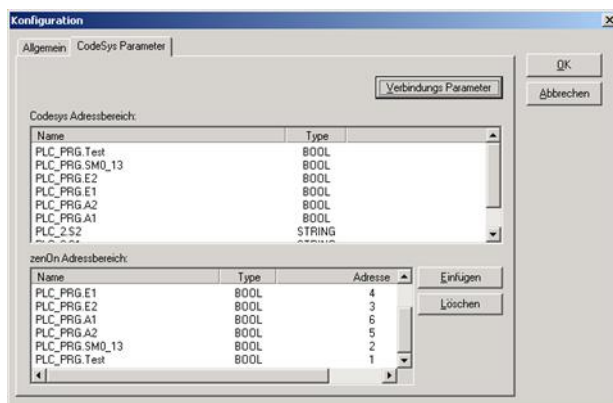 Konfiguration
Allgemein CodeSys Parameter
OK
Verbindungs Parameter
Abbrechen
Codesys Adressbereich:
Name Type
PLC_PRG.Test BOOL
PLC_PRG.SM0_13 BOOL
PLC_PRG.E2 BOOL
PLC_PRG.E1 BOOL
PLC_PRG.A2 BOOL
PLC_PRG.A1 BOOL
PLC_2.S2 STRING
zenOn Adressbereich:
Name Type Adresse
Einfügen
PLC_PRG.E1 BOOL 4
PLC_PRG.E2 BOOL 3
Löschen
PLC_PRG.A1 BOOL 6
PLC_PRG.A2 BOOL 5
PLC_PRG.SM0_13 BOOL 2
PLC_PRG.Test BOOL 1